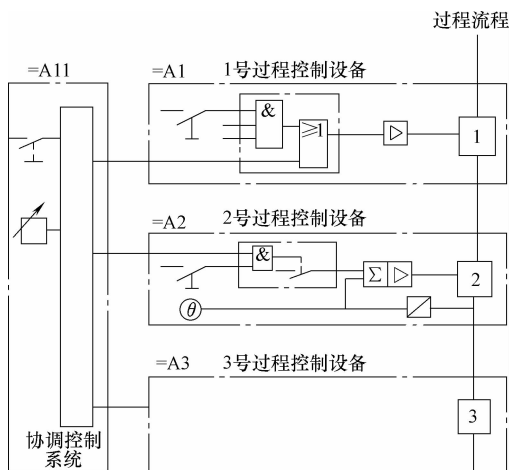 过程流程
=A11
=A1 1号过程控制设备
&
≥1
1
=A2 2号过程控制设备
&
Σ
2
θ
=A3 3号过程控制设备
3
协调控制
系统